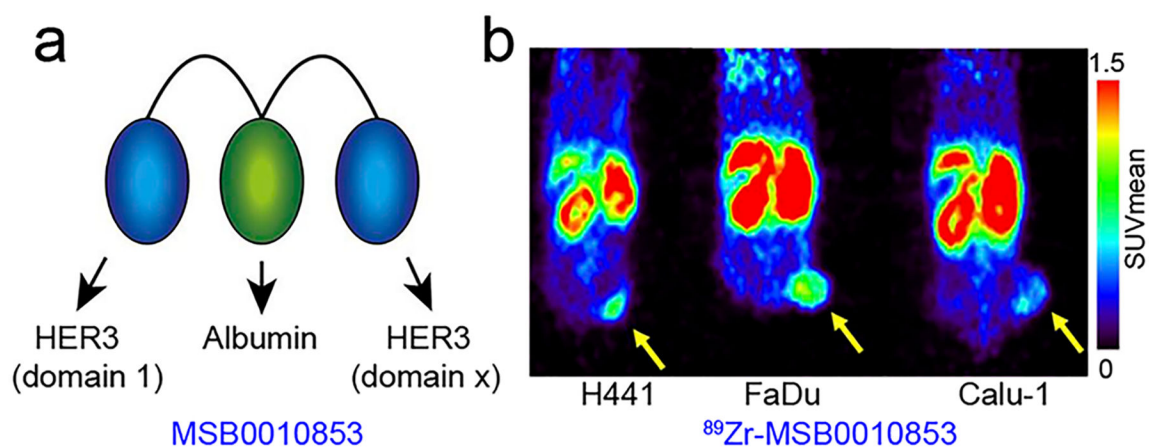 a
HER3
(domain 1)
Albumin
HER3
(domain x)
MSB0010853
b
1.5
SUVmean
0
H441
FaDu
Calu-1
⁸⁹Zr-MSB0010853